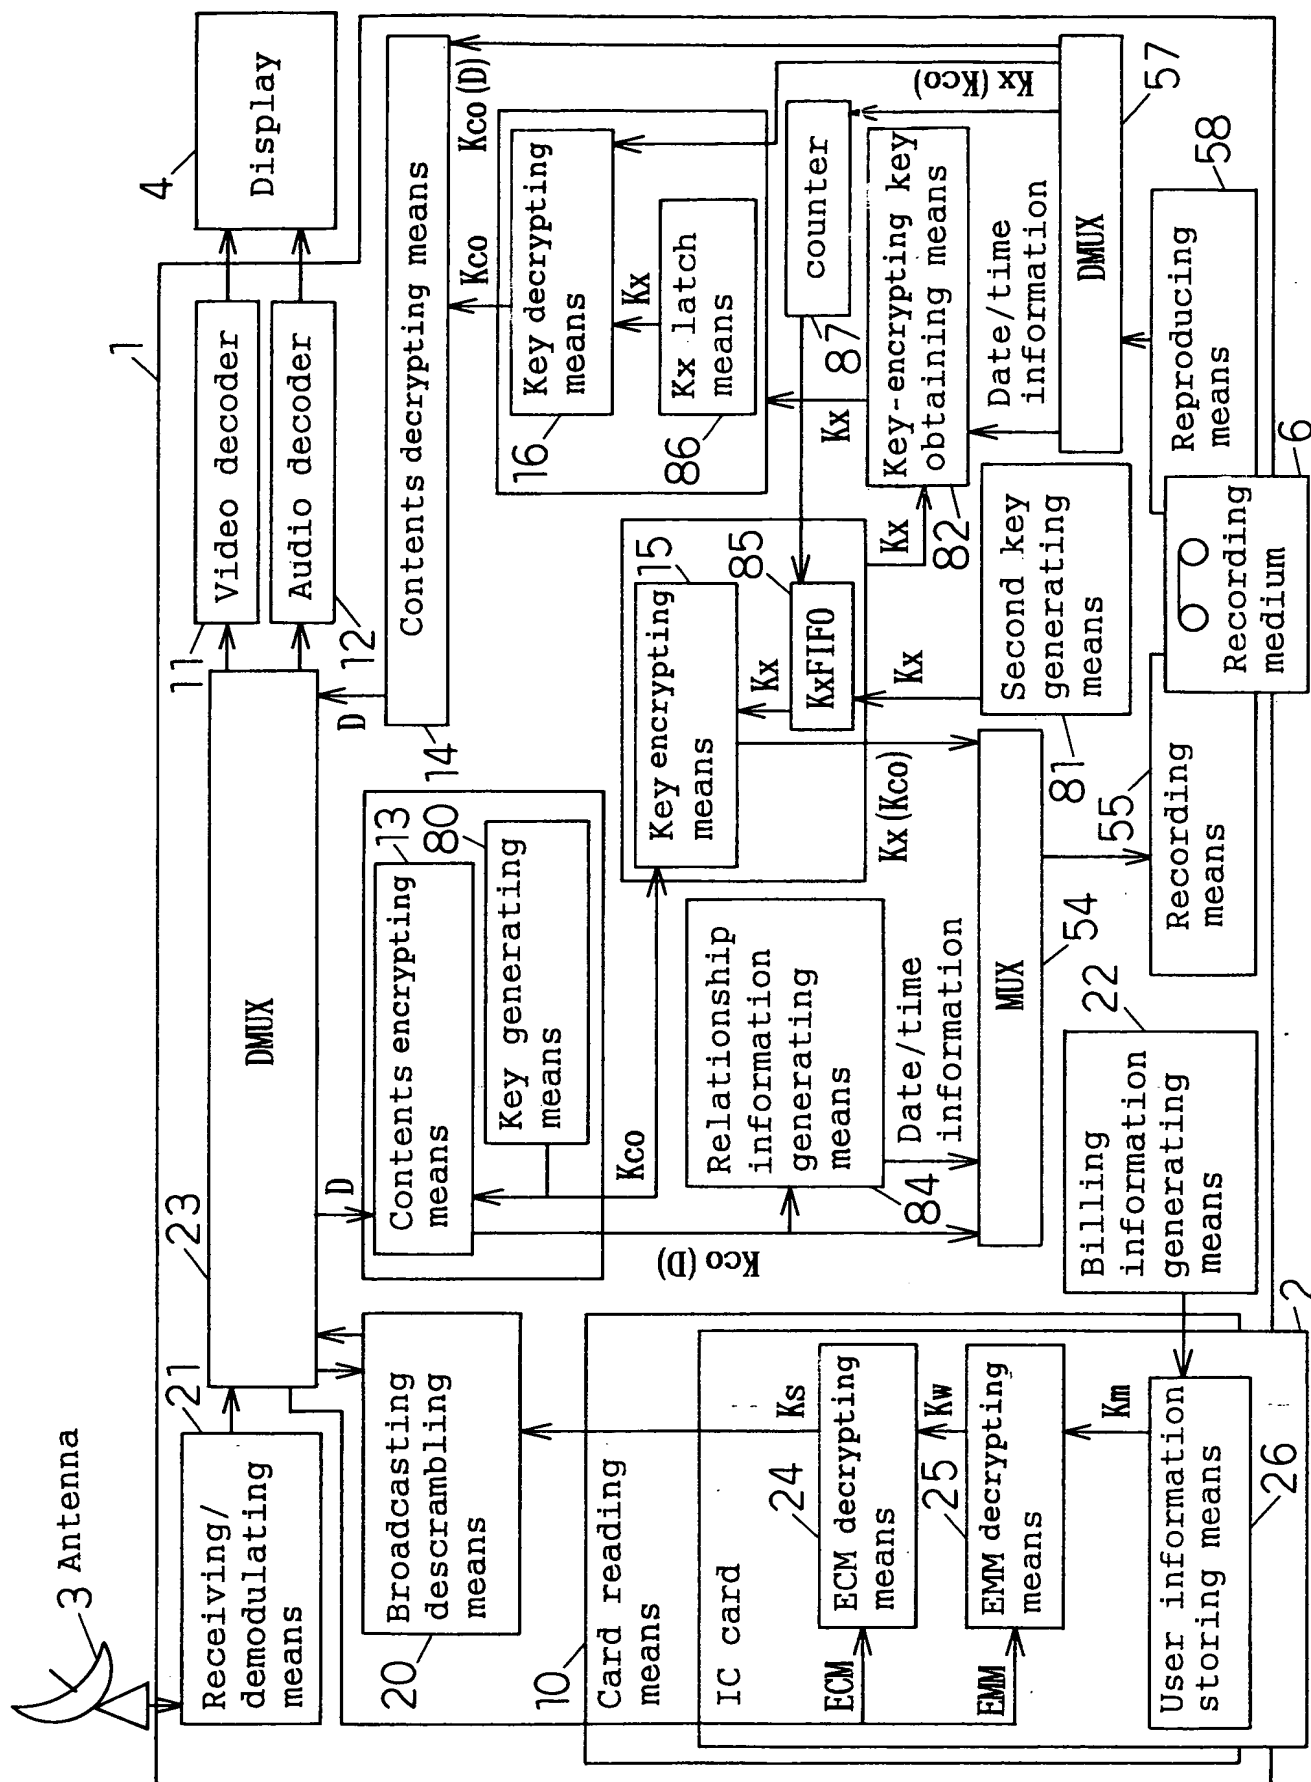 3 Antenna
Receiving/
demodulating
means
21
23
DMUX
11
Video decoder
Audio decoder
12
1
4
Display
Broadcasting
descrambling
means
20
D
Contents encrypting
means
13
Key generating
means
80
Kco
Kco (D)
D
14
Contents decrypting means
Kco
Kco (D)
Key decrypting
means
16
Kx
Kx latch
means
86
Kx
Kx (Kco)
counter
87
Key encrypting
means
15
Kx
KxFIFO
85
Kx
Kx
Key-encrypting key
obtaining means
82
Date/time
information
DMUX
57
Kx (Kco)
Relationship
information
generating
means
84
Date/time
information
Second key
generating
means
81
MUX
54
10
Card reading
means
IC card
ECM
ECM decrypting
means
24
Ks
EMM
EMM decrypting
means
25
Kw
Km
User information
storing means
26
2
Billing
information
generating
means
22
Recording
means
55
Recording
medium
6
Reproducing
means
58